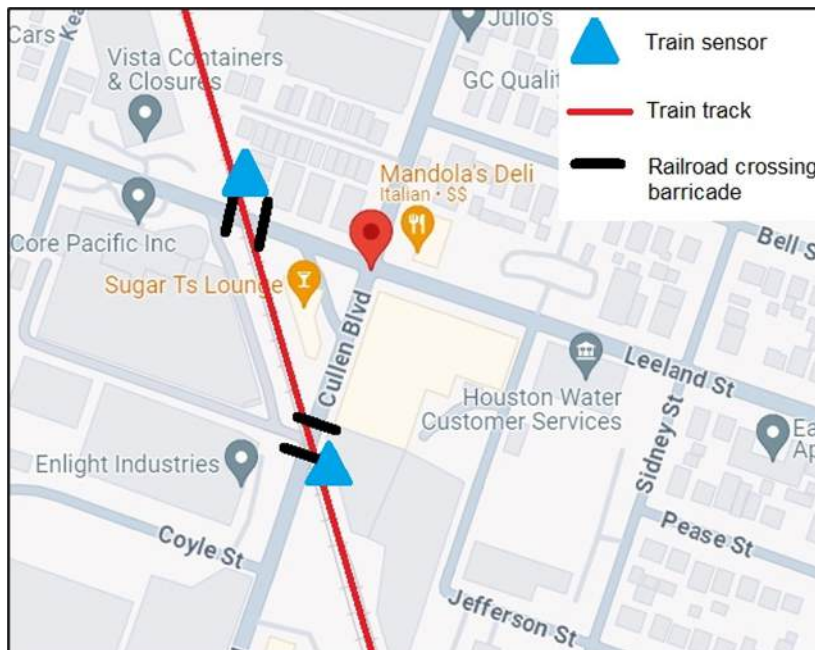 Cars
Vista Containers
& Closures
Julio's
GC Qualit
Train sensor
Train track
Railroad crossing
barricade
Mandola's Deli
Italian • $$
Core Pacific Inc
Sugar Ts Lounge
Cullen Blvd
Bell S
Leeland St
Houston Water
Customer Services
Sidney St
Ea
Ap
Enlight Industries
Coyle St
Pease St
Jefferson St